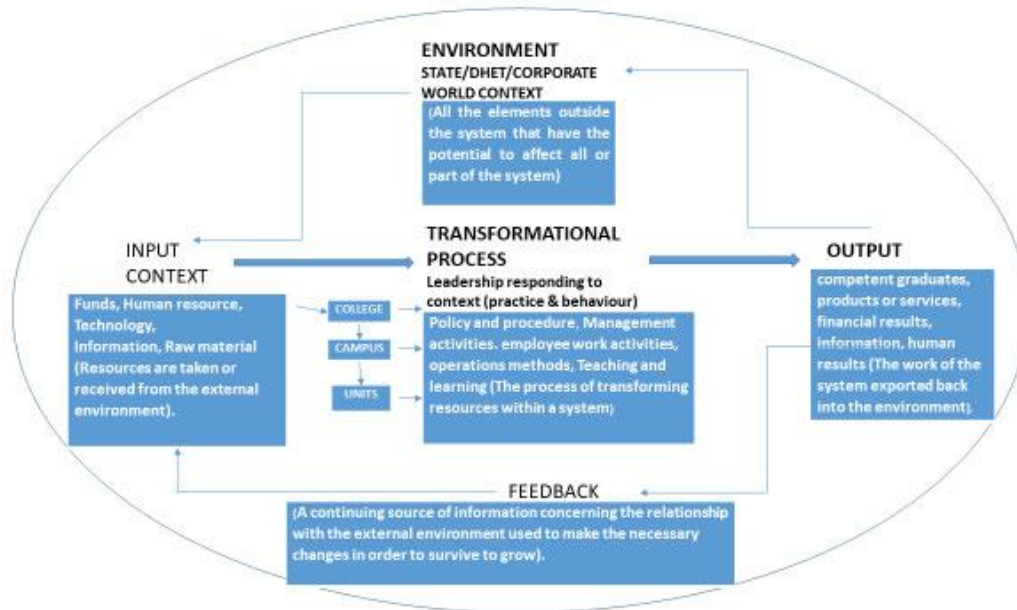 ENVIRONMENT
STATE/DHET/CORPORATE
WORLD CONTEXT
(All the elements outside
the system that have the
potential to affect all or
part of the system)
INPUT
CONTEXT
Funds, Human resource,
Technology,
Information, Raw material
(Resources are taken or
received from the external
environment).
COLLEGE
CAMPUS
UNITS
TRANSFORMATIONAL
PROCESS
Leadership responding to
context (practice & behaviour)
Policy and procedure, Management
activities. employee work activities,
operations methods, Teaching and
learning (The process of transforming
resources within a system)
OUTPUT
competent graduates,
products or services,
financial results,
information, human
results (The work of the
system exported back
into the environment).
FEEDBACK
(A continuing source of information concerning the relationship
with the external environment used to make the necessary
changes in order to survive to grow).